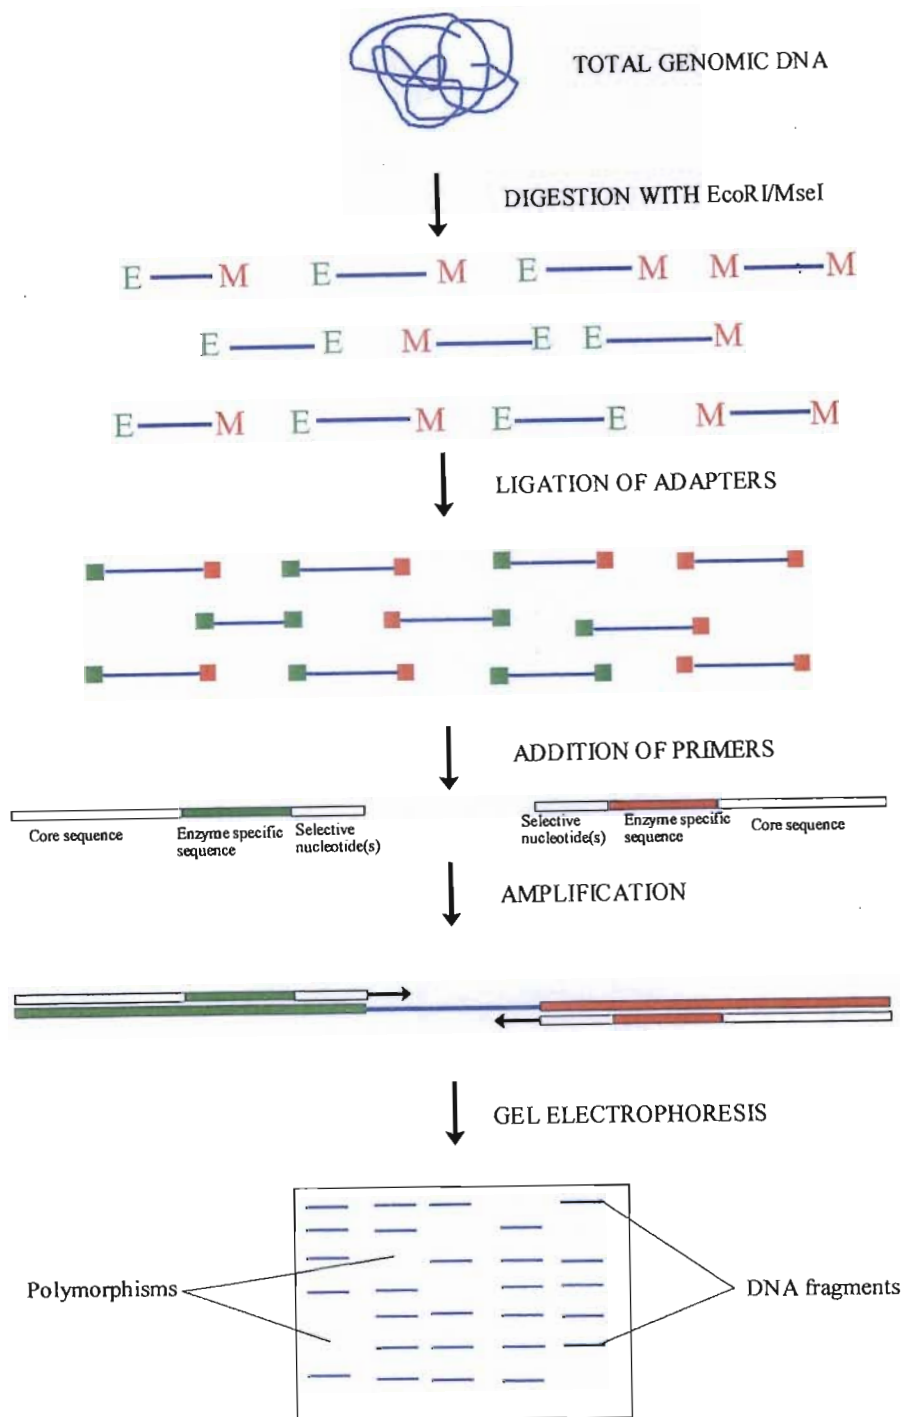 TOTAL GENOMIC DNA
DIGESTION WITH EcoRI/MseI
E M E M E M M M
E E M E E M
E M E M E E M M
LIGATION OF ADAPTERS
ADDITION OF PRIMERS
Core sequence
Enzyme specific
sequence
Selective
nucleotide(s)
Selective
nucleotide(s)
Enzyme specific
sequence
Core sequence
AMPLIFICATION
GEL ELECTROPHORESIS
Polymorphisms
DNA fragments